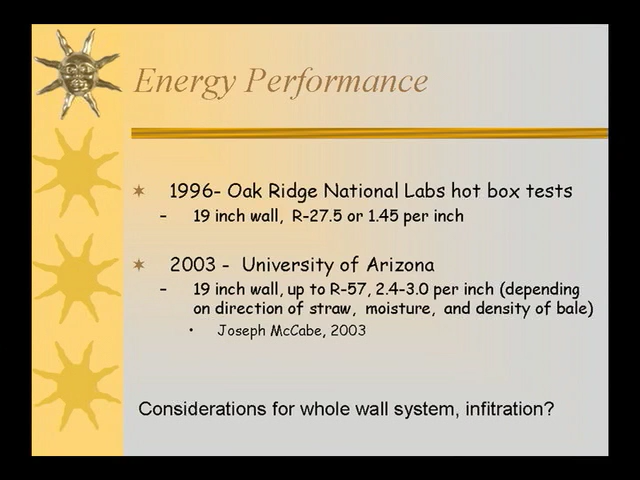 Energy Performance
1996- Oak Ridge National Labs hot box tests
– 19 inch wall, R-27.5 or 1.45 per inch
2003 - University of Arizona
– 19 inch wall, up to R-57, 2.4-3.0 per inch (depending
on direction of straw, moisture, and density of bale)
• Joseph McCabe, 2003
Considerations for whole wall system, infitration?